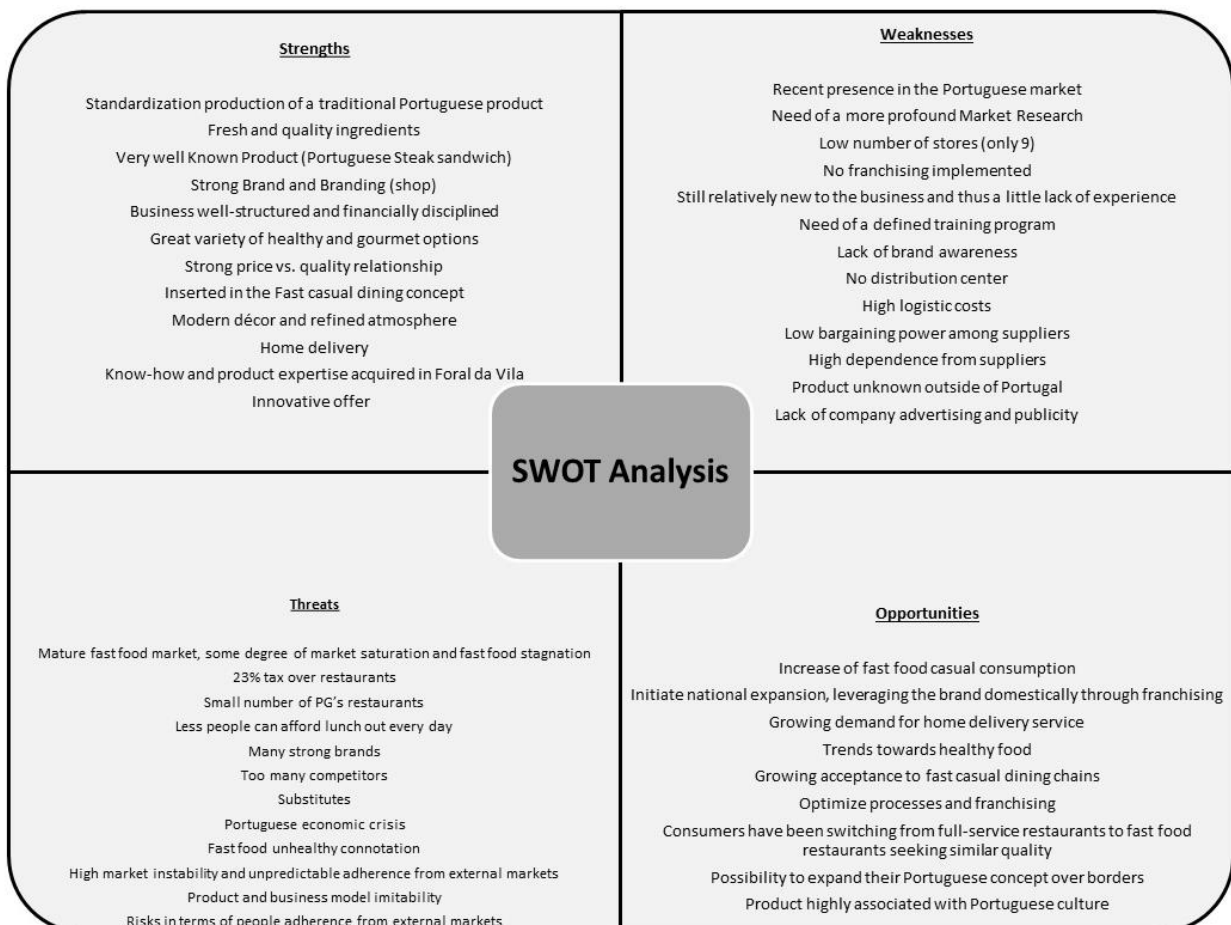 Strengths
Standardization production of a traditional Portuguese product
Fresh and quality ingredients
Very well Known Product (Portuguese Steak sandwich)
Strong Brand and Branding (shop)
Business well-structured and financially disciplined
Great variety of healthy and gourmet options
Strong price vs. quality relationship
Inserted in the Fast casual dining concept
Modern décor and refined atmosphere
Home delivery
Know-how and product expertise acquired in Foral da Vila
Innovative offer
Weaknesses
Recent presence in the Portuguese market
Need of a more profound Market Research
Low number of stores (only 9)
No franchising implemented
Still relatively new to the business and thus a little lack of experience
Need of a defined training program
Lack of brand awareness
No distribution center
High logistic costs
Low bargaining power among suppliers
High dependence from suppliers
Product unknown outside of Portugal
Lack of company advertising and publicity
SWOT Analysis
Threats
Mature fast food market, some degree of market saturation and fast food stagnation
23% tax over restaurants
Small number of PG's restaurants
Less people can afford lunch out every day
Many strong brands
Too many competitors
Substitutes
Portuguese economic crisis
Fast food unhealthy connotation
High market instability and unpredictable adherence from external markets
Product and business model imitability
Risks in terms of people adherence from external markets
Opportunities
Increase of fast food casual consumption
Initiate national expansion, leveraging the brand domestically through franchising
Growing demand for home delivery service
Trends towards healthy food
Growing acceptance to fast casual dining chains
Optimize processes and franchising
Consumers have been switching from full-service restaurants to fast food
restaurants seeking similar quality
Possibility to expand their Portuguese concept over borders
Product highly associated with Portuguese culture